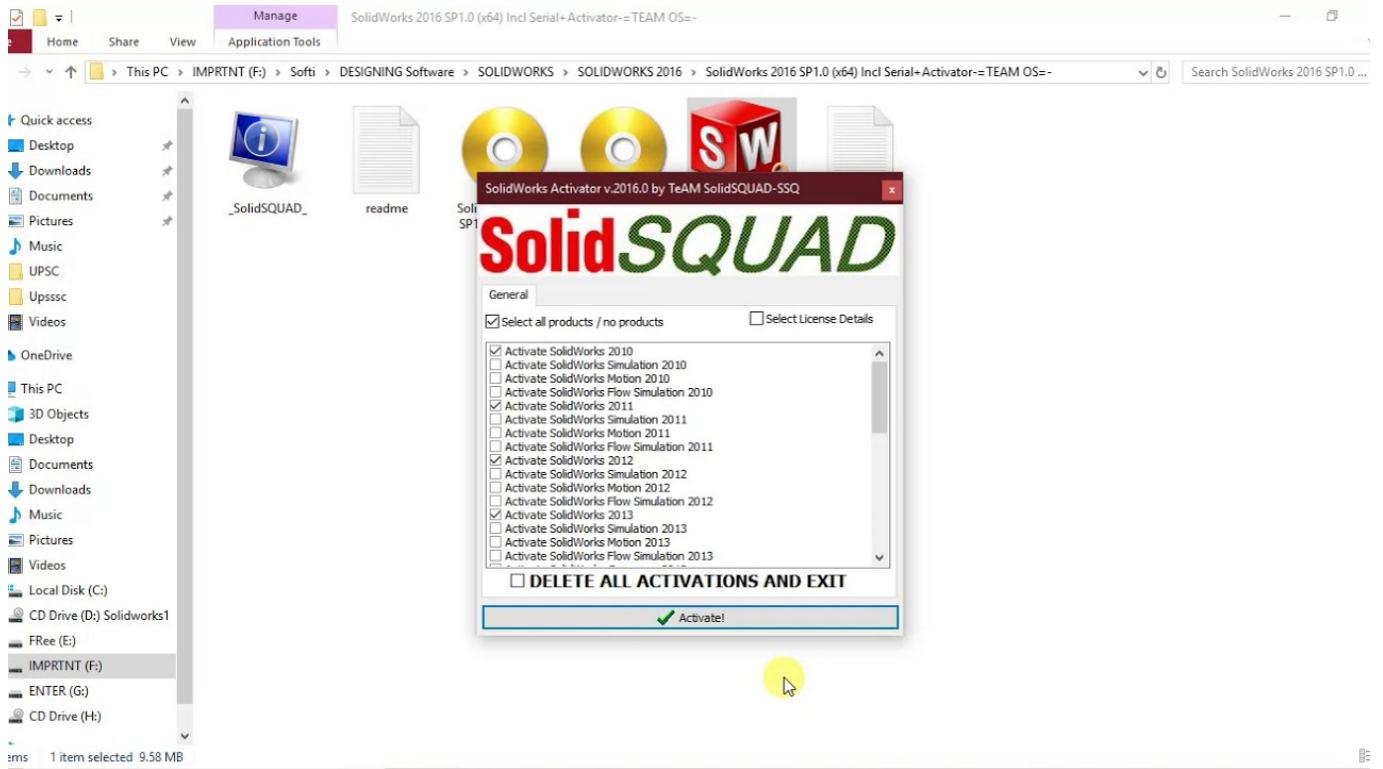 Manage
SolidWorks 2016 SP1.0 (x64) Incl Serial+Activator-=TEAM OS=-
Home Share View Application Tools
This PC > IMPRTNT (F:) > Softi > DESIGNING Software > SOLIDWORKS > SOLIDWORKS 2016 > SolidWorks 2016 SP1.0 (x64) Incl Serial+Activator-=TEAM OS=-
Search SolidWorks 2016 SP1.0 ...
Quick access
Desktop
Downloads
Documents
Pictures
Music
UPSC
Upsssc
Videos
OneDrive
This PC
3D Objects
Desktop
Documents
Downloads
Music
Pictures
Videos
Local Disk (C:)
CD Drive (D:) Solidworks1
FRee (E:)
IMPRTNT (F:)
ENTER (G:)
CD Drive (H:)
1 item selected 9.58 MB
_SolidSQUAD_
readme
SW
SolidWorks Activator v.2016.0 by TeAM SolidSQUAD-SSQ
SolidSQUAD
General
Select all products / no products
Select License Details
Activate SolidWorks 2010
Activate SolidWorks Simulation 2010
Activate SolidWorks Motion 2010
Activate SolidWorks Flow Simulation 2010
Activate SolidWorks 2011
Activate SolidWorks Simulation 2011
Activate SolidWorks Motion 2011
Activate SolidWorks Flow Simulation 2011
Activate SolidWorks 2012
Activate SolidWorks Simulation 2012
Activate SolidWorks Motion 2012
Activate SolidWorks Flow Simulation 2012
Activate SolidWorks 2013
Activate SolidWorks Simulation 2013
Activate SolidWorks Motion 2013
Activate SolidWorks Flow Simulation 2013
DELETE ALL ACTIVATIONS AND EXIT
Activate!